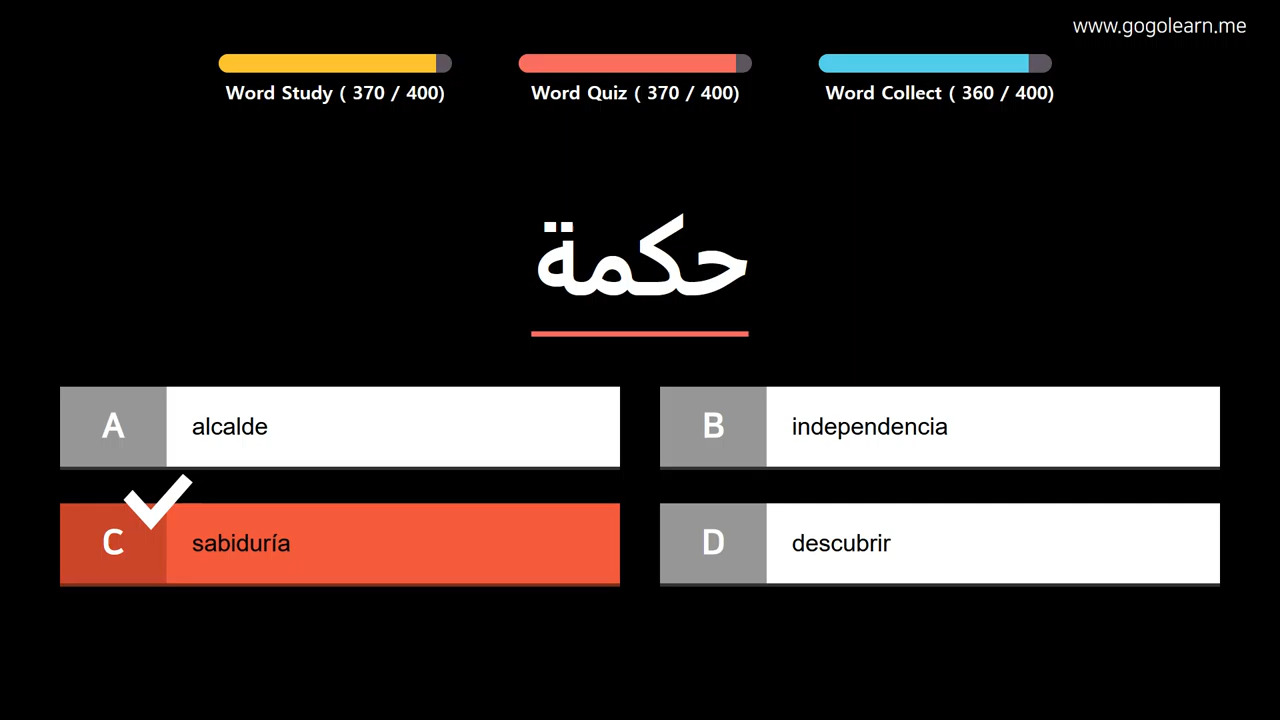 www.gogolearn.me
Word Study ( 370 / 400)
Word Quiz ( 370 / 400)
Word Collect ( 360 / 400)
حكمة
A alcalde
B independencia
C sabiduría
D descubrir